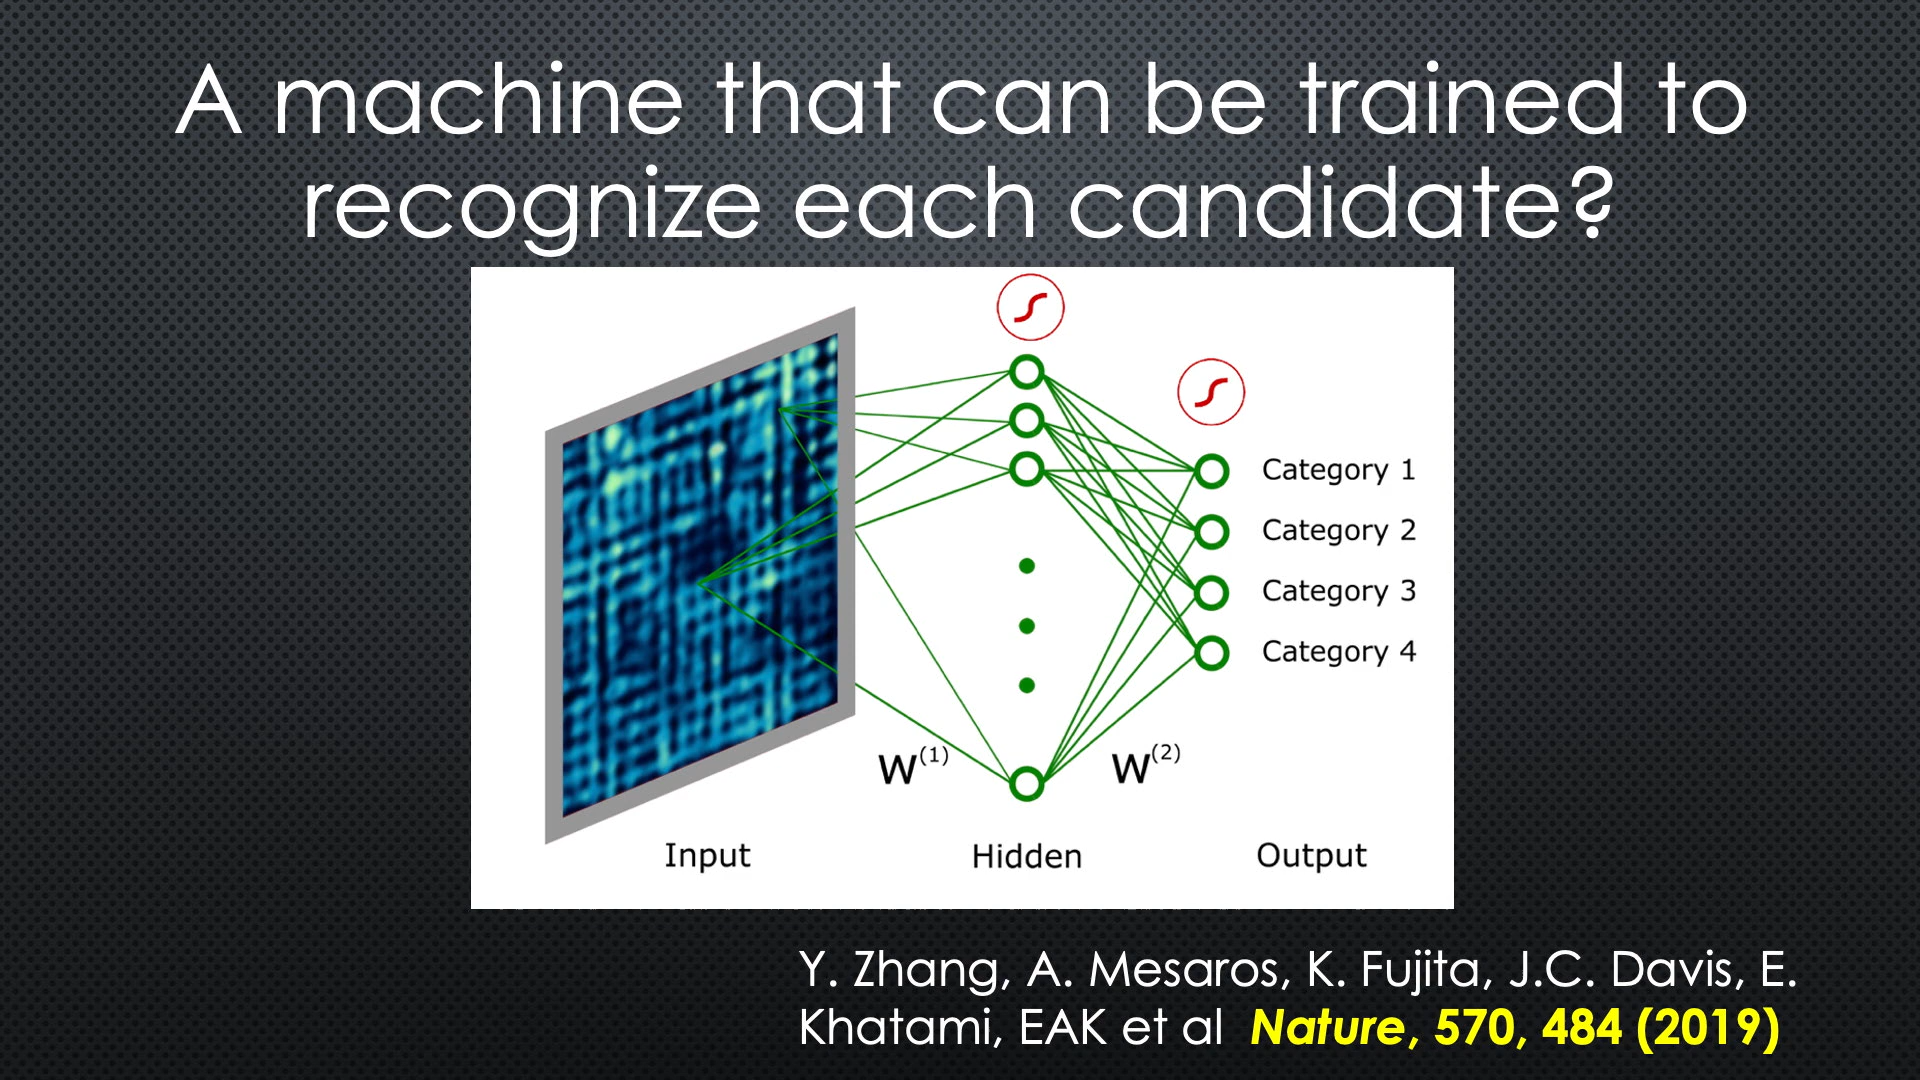 A machine that can be trained to
recognize each candidate?
Category 1
Category 2
Category 3
Category 4
W(1)
W(2)
Input
Hidden
Output
Y. Zhang, A. Mesaros, K. Fujita, J.C. Davis, E.
Khatami, EAK et al Nature, 570, 484 (2019)